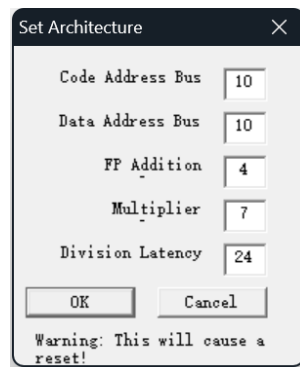 Set Architecture
Code Address Bus 10
Data Address Bus 10
FP Addition 4
Multiplier 7
Division Latency 24
OK Cancel
Warning: This will cause a
reset!